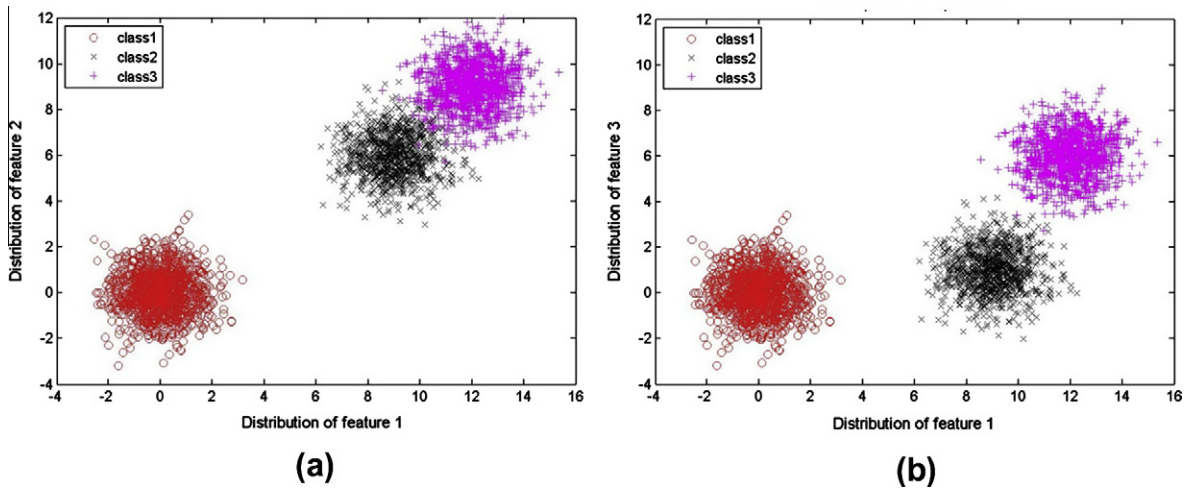 12
10
8
6
4
2
0
-2
-4
-4 -2 0 2 4 6 8 10 12 14 16
Distribution of feature 2
Distribution of feature 1
class1
class2
class3
(a)
12
10
8
6
4
2
0
-2
-4
-4 -2 0 2 4 6 8 10 12 14 16
Distribution of feature 3
Distribution of feature 1
class1
class2
class3
(b)